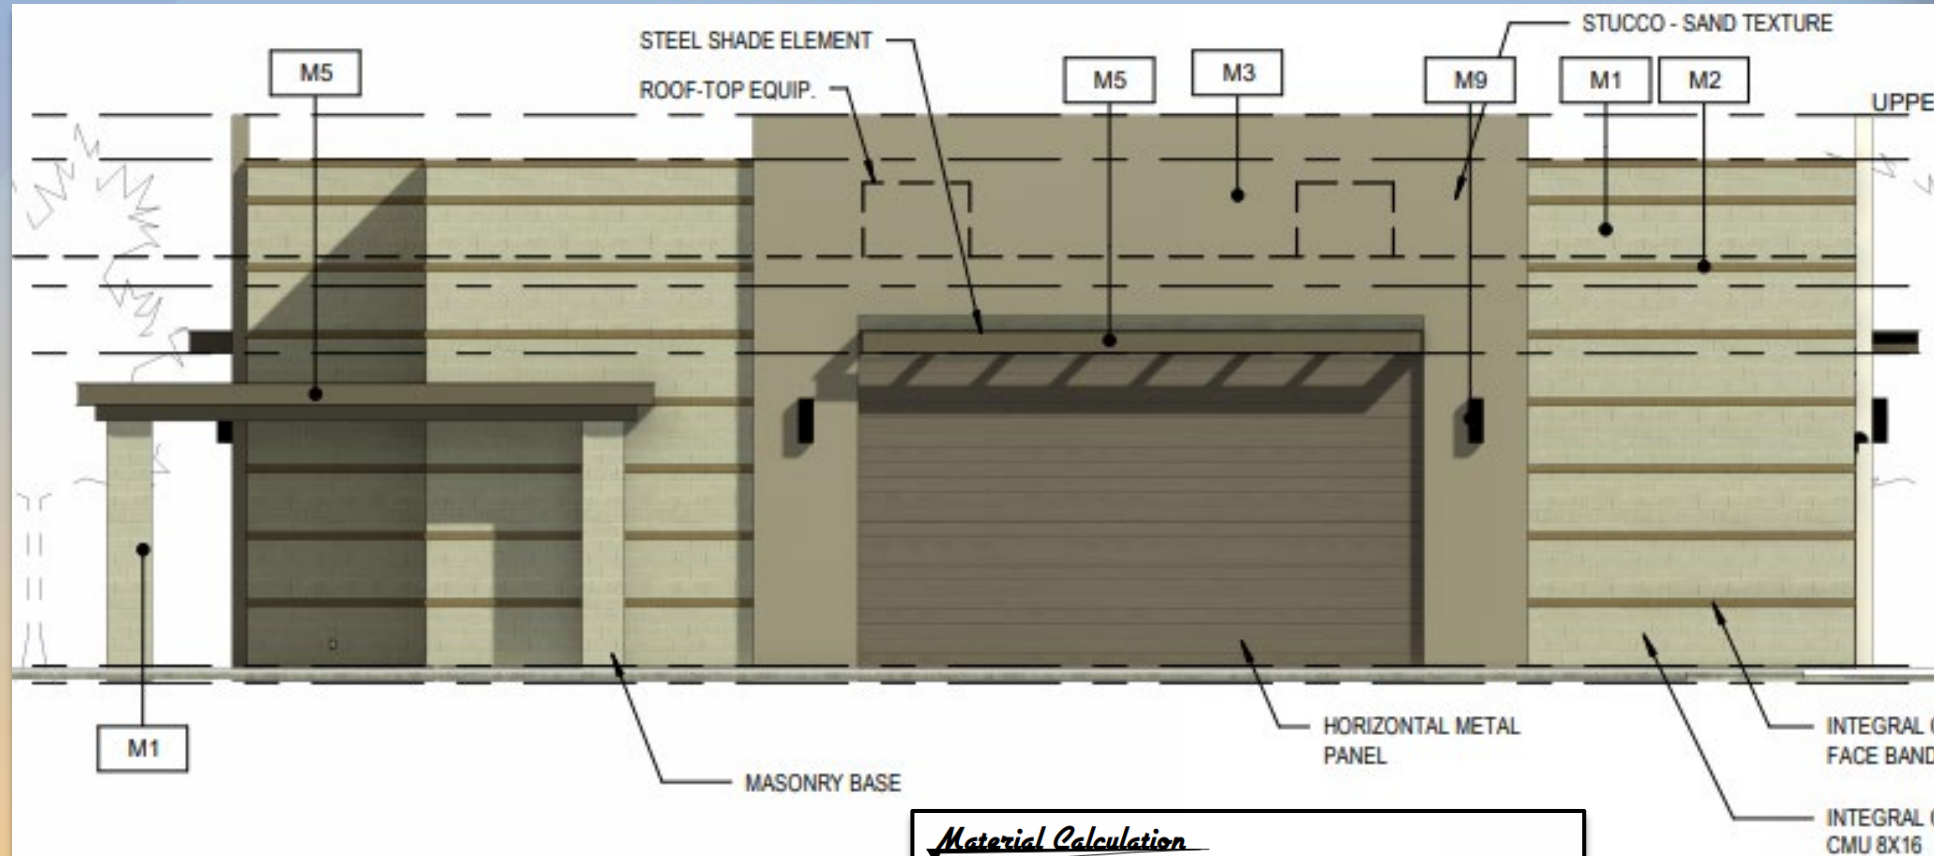 STUCCO - SAND TEXTURE
STEEL SHADE ELEMENT
M5
M5
M3
M9
M1
M2
ROOF-TOP EQUIP.
UPPE
M1
HORIZONTAL METAL
PANEL
INTEGRAL C
FACE BAND
MASONRY BASE
INTEGRAL C
CMU 8X16
Material Calculation